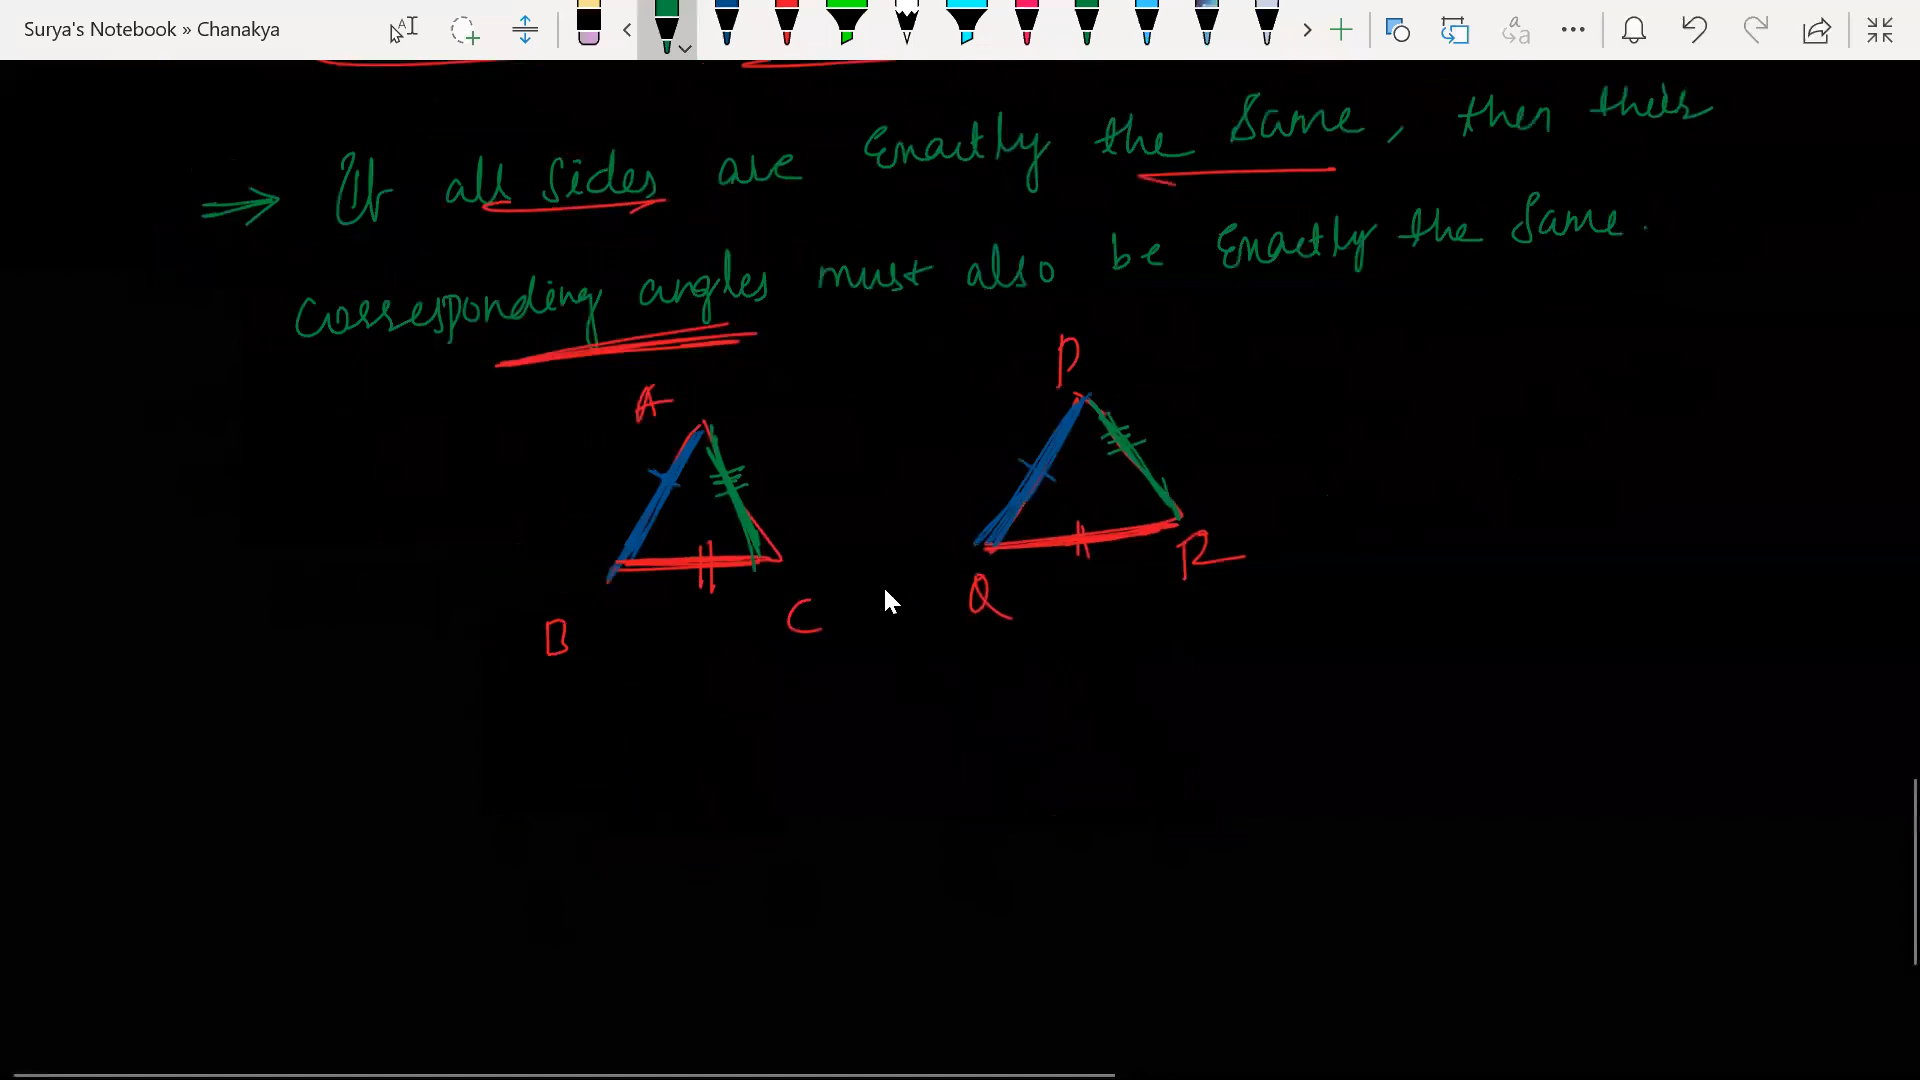 Surya's Notebook » Chanakya
⇒ If all sides are Exactly the Same, then their
corresponding angles must also be Exactly the Same.
A
P
B
C
Q
R